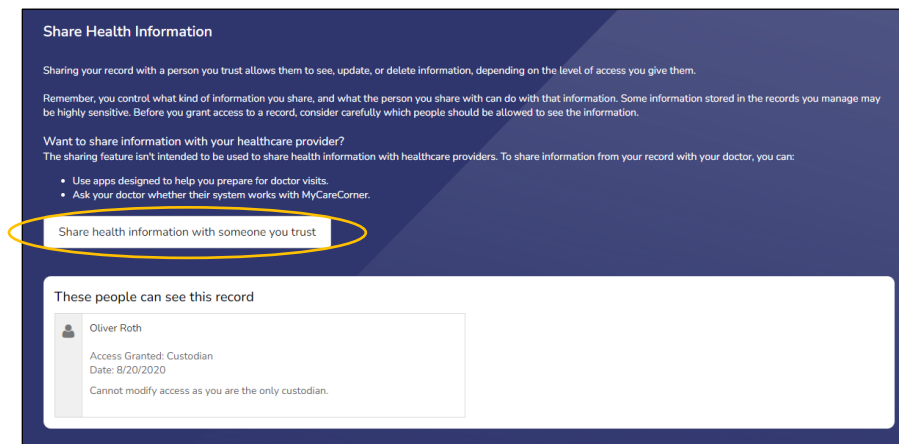 Share Health Information
Sharing your record with a person you trust allows them to see, update, or delete information, depending on the level of access you give them.
Remember, you control what kind of information you share, and what the person you share with can do with that information. Some information stored in the records you manage may
be highly sensitive. Before you grant access to a record, consider carefully which people should be allowed to see the information.
Want to share information with your healthcare provider?
The sharing feature isn't intended to be used to share health information with healthcare providers. To share information from your record with your doctor, you can:
• Use apps designed to help you prepare for doctor visits.
• Ask your doctor whether their system works with MyCareCorner.
Share health information with someone you trust
These people can see this record
Oliver Roth
Access Granted: Custodian
Date: 8/20/2020
Cannot modify access as you are the only custodian.